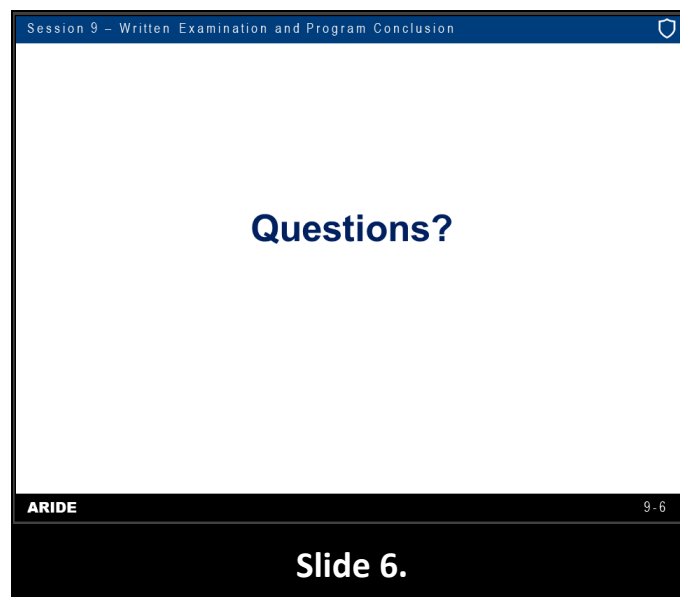 Session 9 – Written Examination and Program Conclusion
Questions?
ARIDE 9-6
Slide 6.